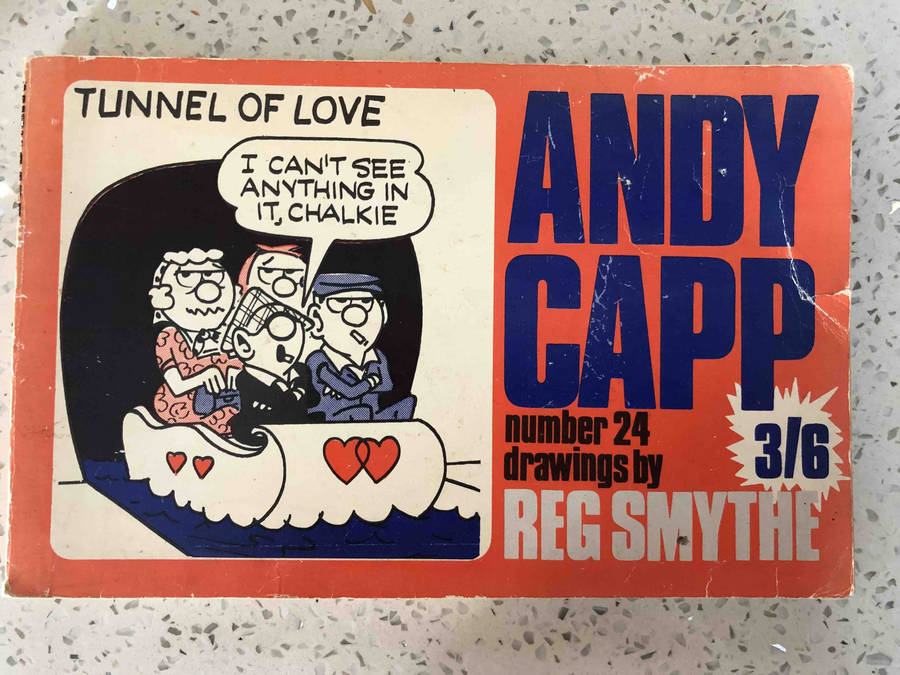 TUNNEL OF LOVE
I CAN'T SEE
ANYTHING IN
IT, CHALKIE
ANDY
CAPP
number 24
drawings by
3/6
REG SMYTHE